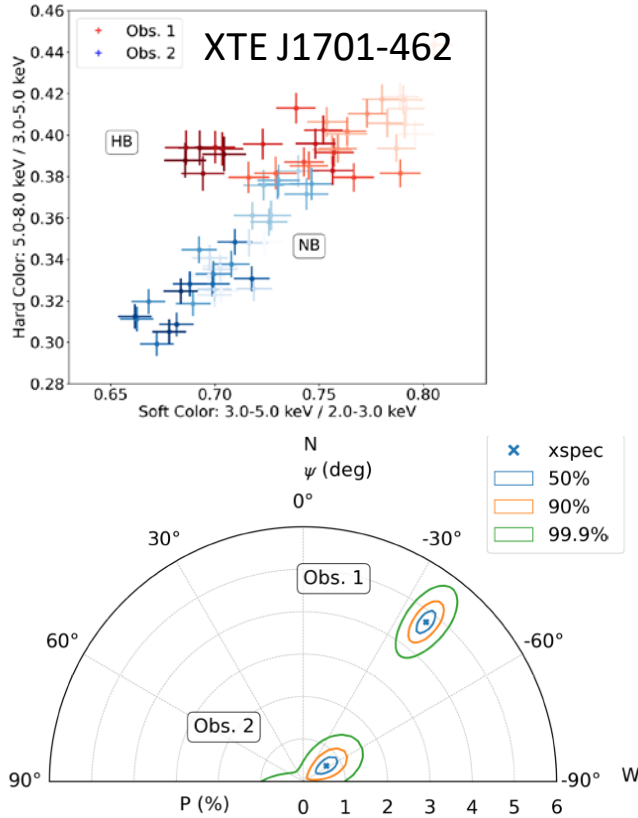 XTE J1701-462
Obs. 1
Obs. 2
HB
NB
0.46
0.44
0.42
0.40
0.38
0.36
0.34
0.32
0.30
0.28
Hard Color: 5.0-8.0 keV / 3.0-5.0 keV
0.65
0.70
0.75
0.80
Soft Color: 3.0-5.0 keV / 2.0-3.0 keV
N
ψ (deg)
0°
30°
-30°
60°
-60°
90°
-90°
W
xspec
50%
90%
99.9%
Obs. 1
Obs. 2
P (%)
0 1 2 3 4 5 6